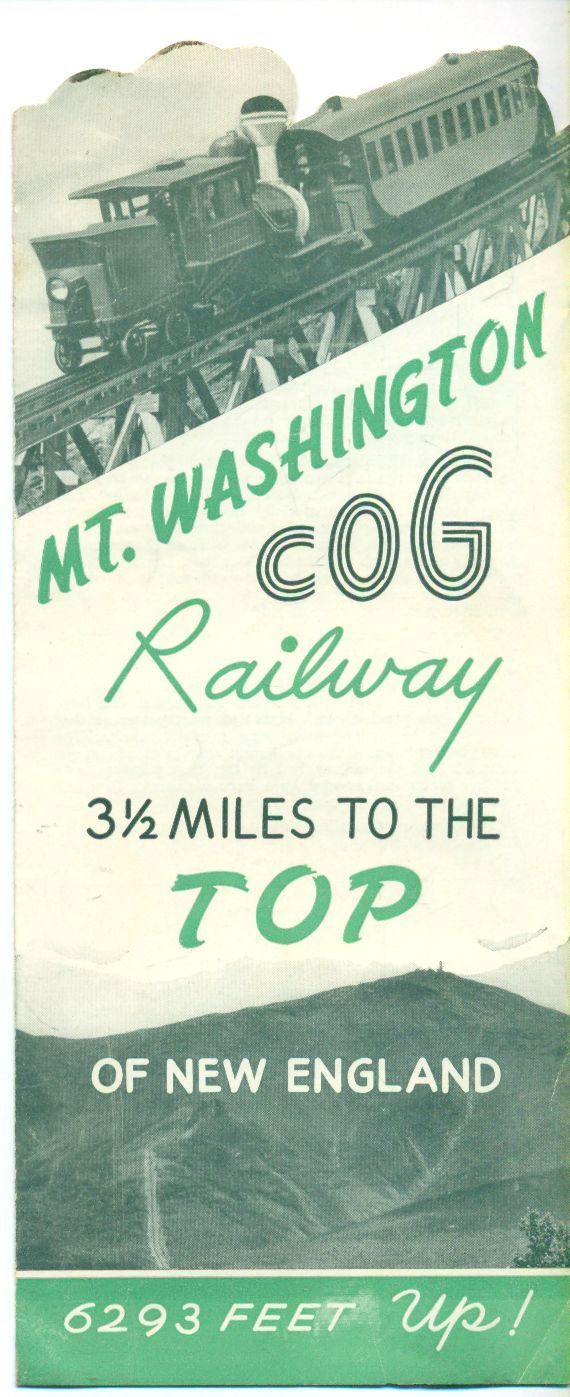 MT. WASHINGTON
COG
Railway
3½ MILES TO THE
TOP
OF NEW ENGLAND
6293 FEET Up!